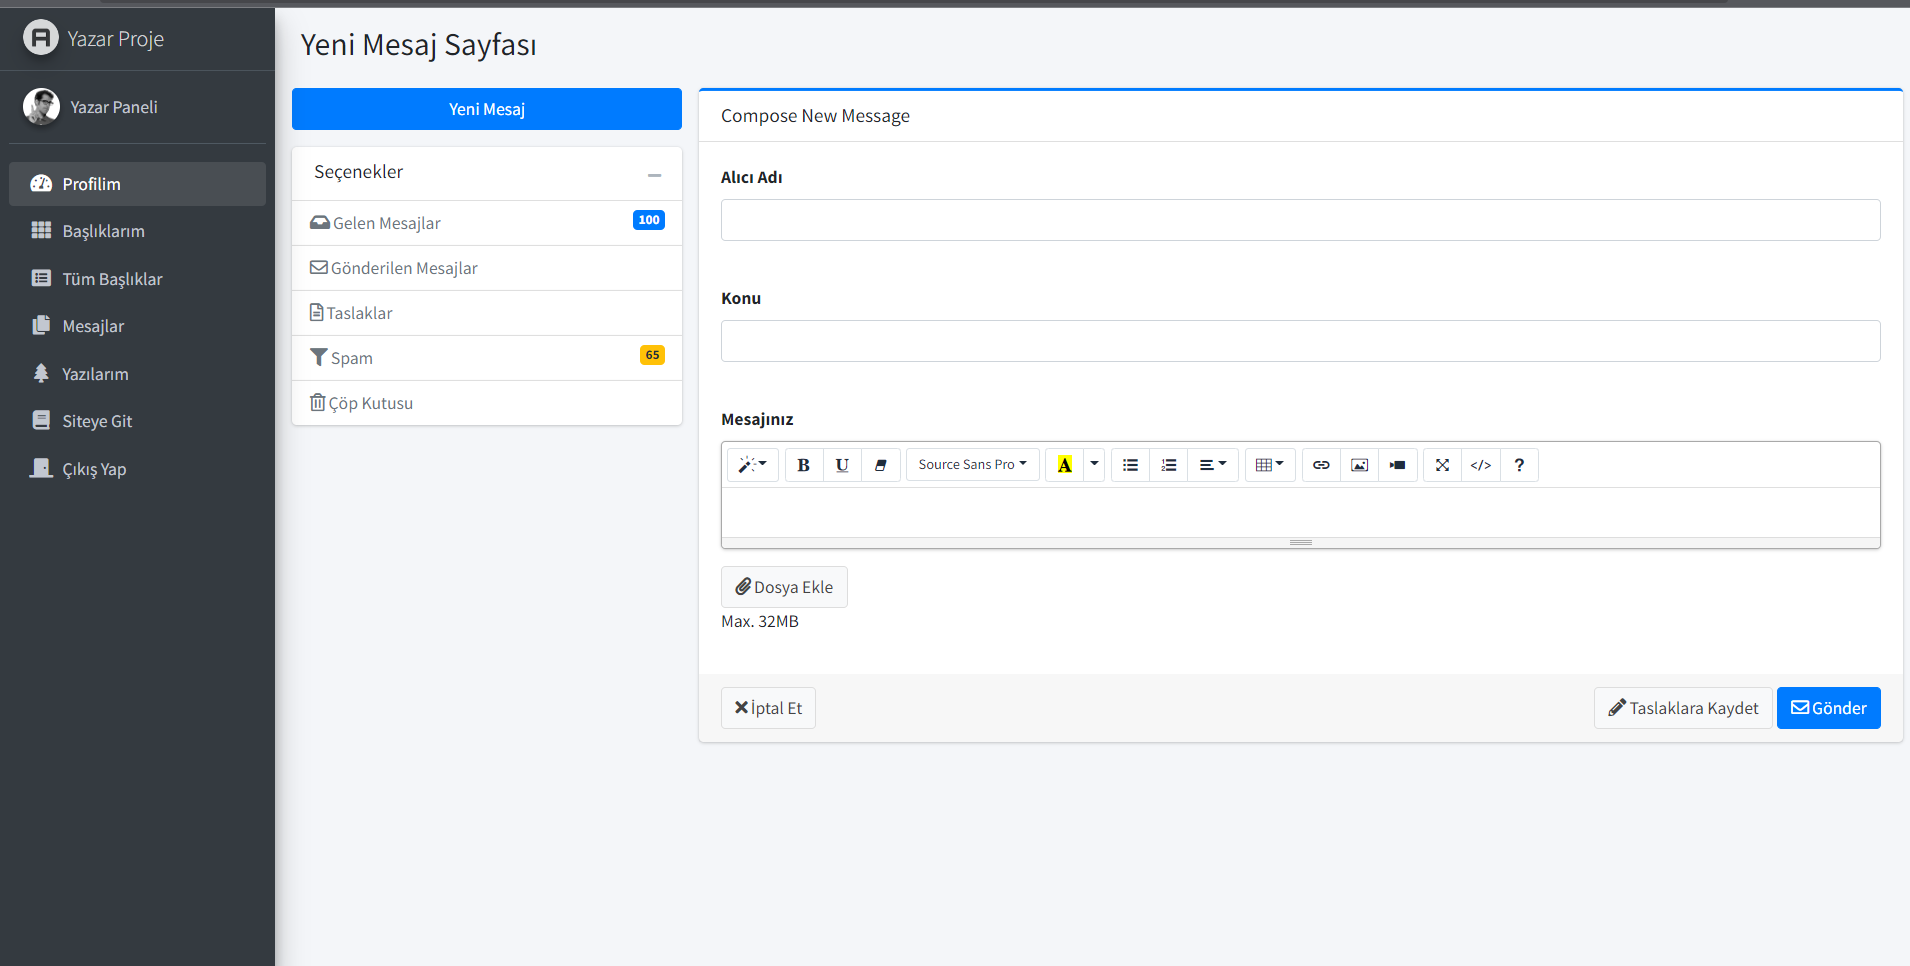 Yazar Proje
Yazar Paneli
Profilim
Başlıklarım
Tüm Başlıklar
Mesajlar
Yazılarım
Siteye Git
Çıkış Yap
Yeni Mesaj Sayfası
Yeni Mesaj
Seçenekler
Gelen Mesajlar 100
Gönderilen Mesajlar
Taslaklar
Spam 65
Çöp Kutusu
Compose New Message
Alıcı Adı
Konu
Mesajınız
B U Source Sans Pro A </> ?
Dosya Ekle
Max. 32MB
İptal Et Taslaklara Kaydet Gönder